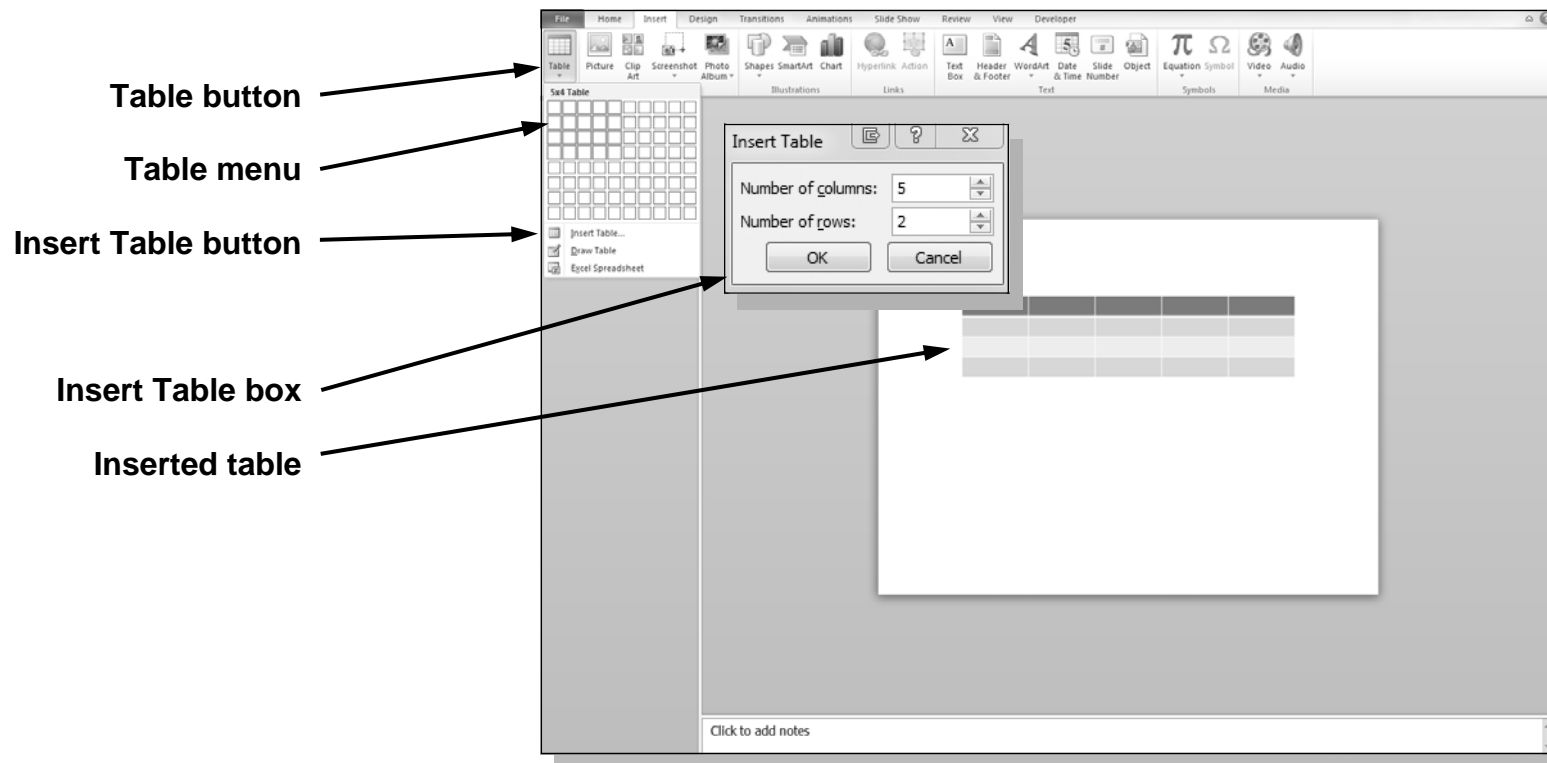 File Home Insert Design Transitions Animations Slide Show Review View Developer
Table Picture Clip Art Screenshot Photo Album Shapes SmartArt Chart Hyperlink Action Text Box Header & Footer WordArt Date & Time Slide Number Object Equation Symbol Video Audio
Illustrations Links Text Symbols Media
5x4 Table
Insert Table...
Draw Table
Excel Spreadsheet
Table button
Table menu
Insert Table button
Insert Table box
Inserted table
Insert Table
Number of columns: 5
Number of rows: 2
OK Cancel
Click to add notes